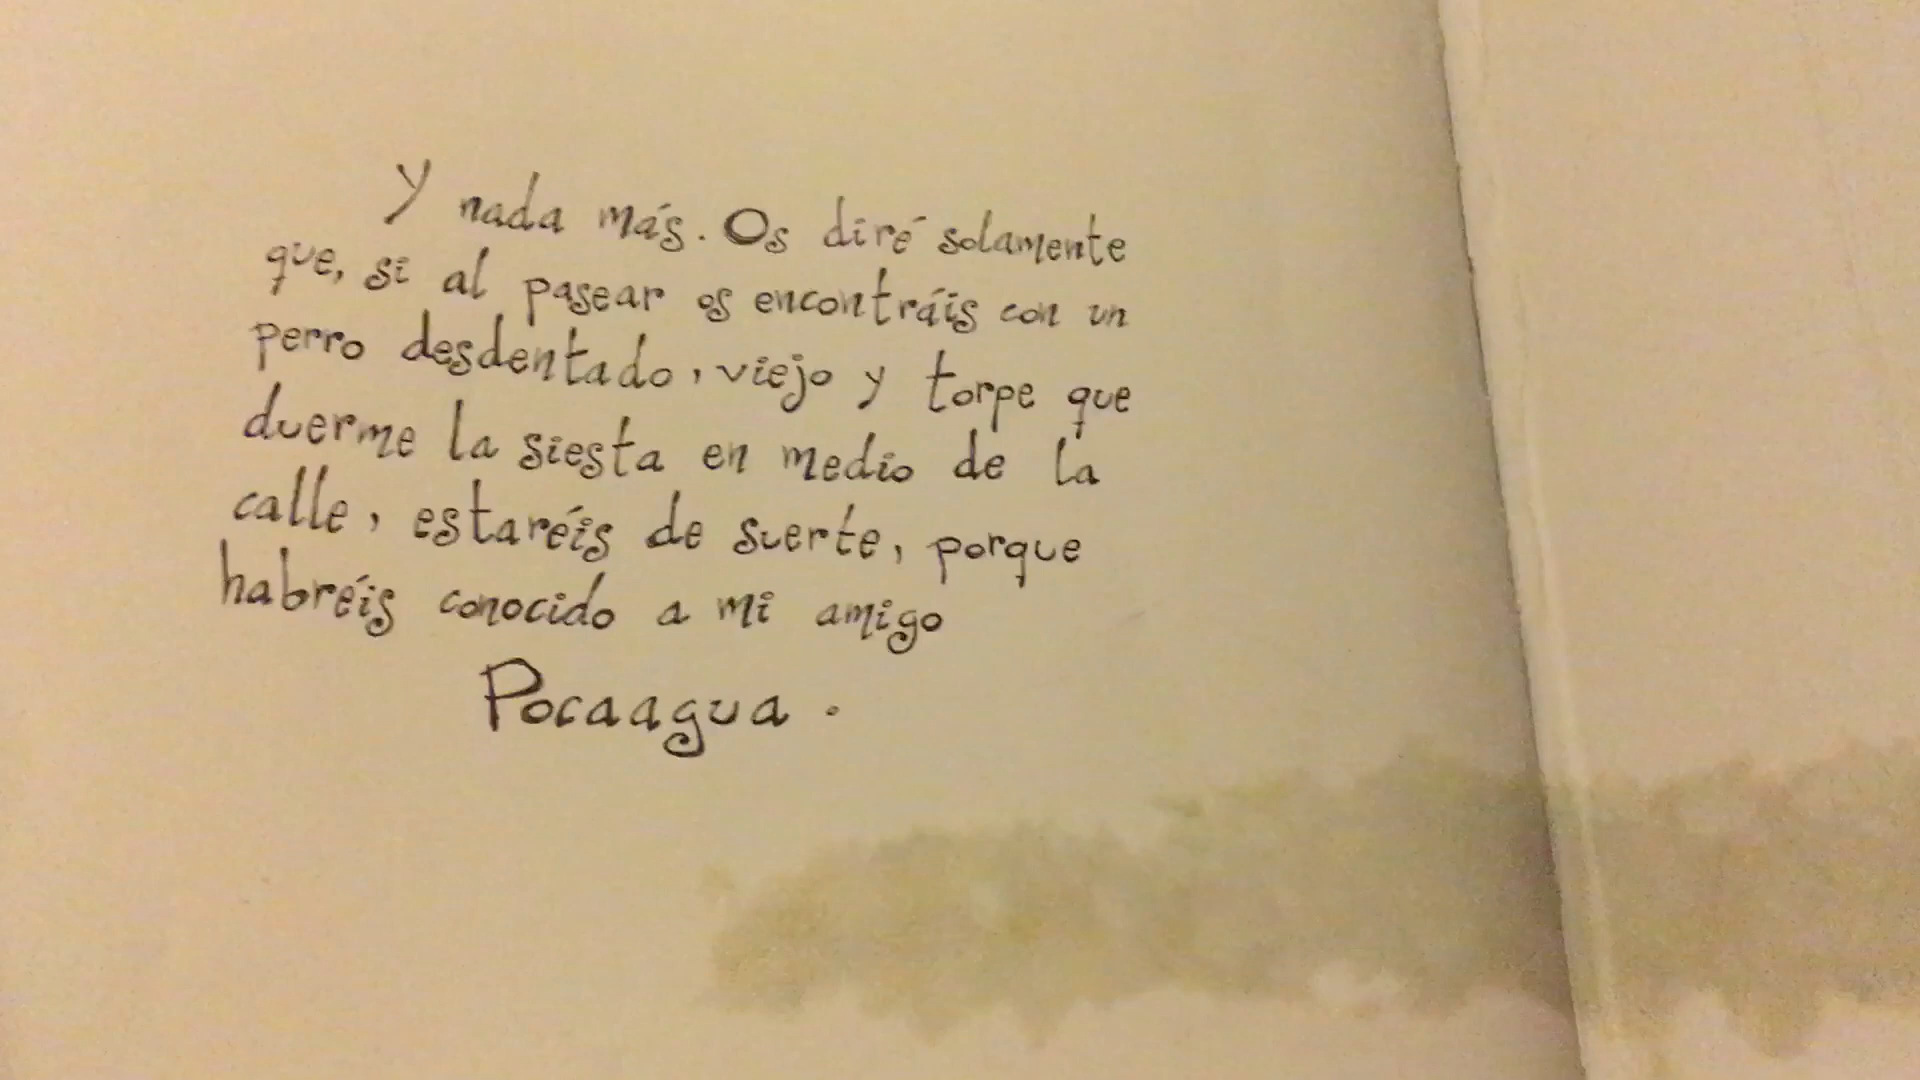 Y nada más. Os diré solamente
que, si al pasear os encontráis con un
perro desdentado, viejo y torpe que
duerme la siesta en medio de la
calle, estaréis de suerte, porque
habréis conocido a mi amigo
Pocaagua.